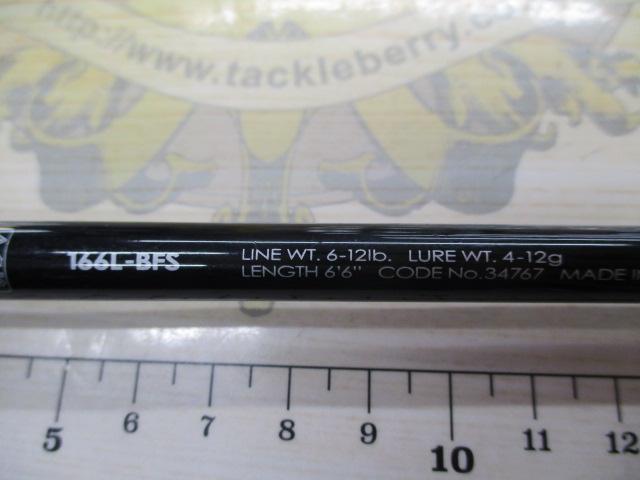 http://www.tackleberry.co
166L-BFS
LINE WT. 6-12lb. LURE WT. 4-12g
LENGTH 6'6" CODE No.34767 MADE I
5 6 7 8 9 10 11 12